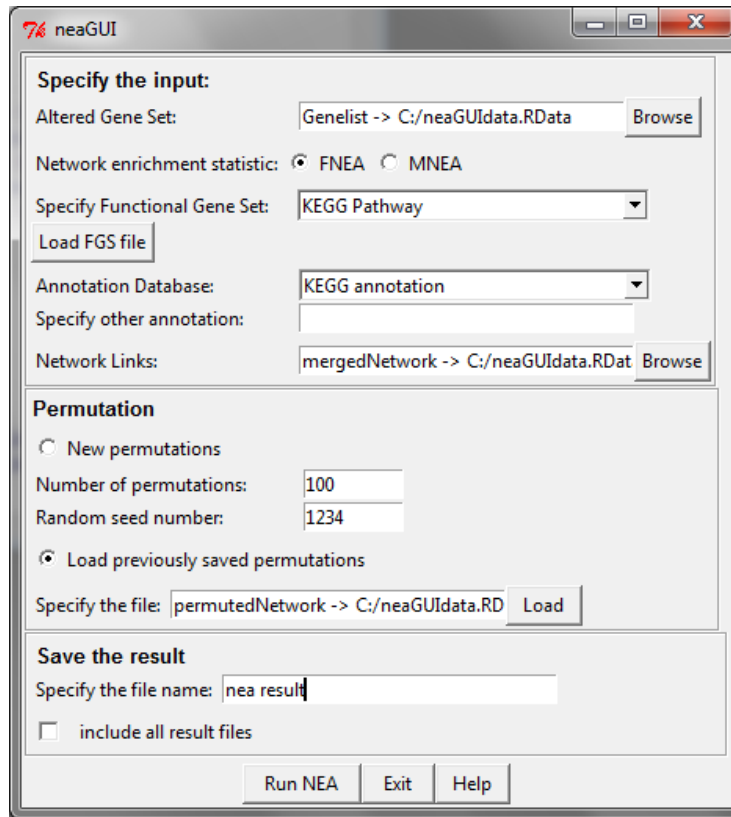 neaGUI
Specify the input:
Altered Gene Set: Genelist -> C:/neaGUIdata.RData Browse
Network enrichment statistic: FNEA MNEA
Specify Functional Gene Set: KEGG Pathway
Load FGS file
Annotation Database: KEGG annotation
Specify other annotation:
Network Links: mergedNetwork -> C:/neaGUIdata.RDat Browse
Permutation
New permutations
Number of permutations: 100
Random seed number: 1234
Load previously saved permutations
Specify the file: permutedNetwork -> C:/neaGUIdata.RD Load
Save the result
Specify the file name: nea result
include all result files
Run NEA Exit Help